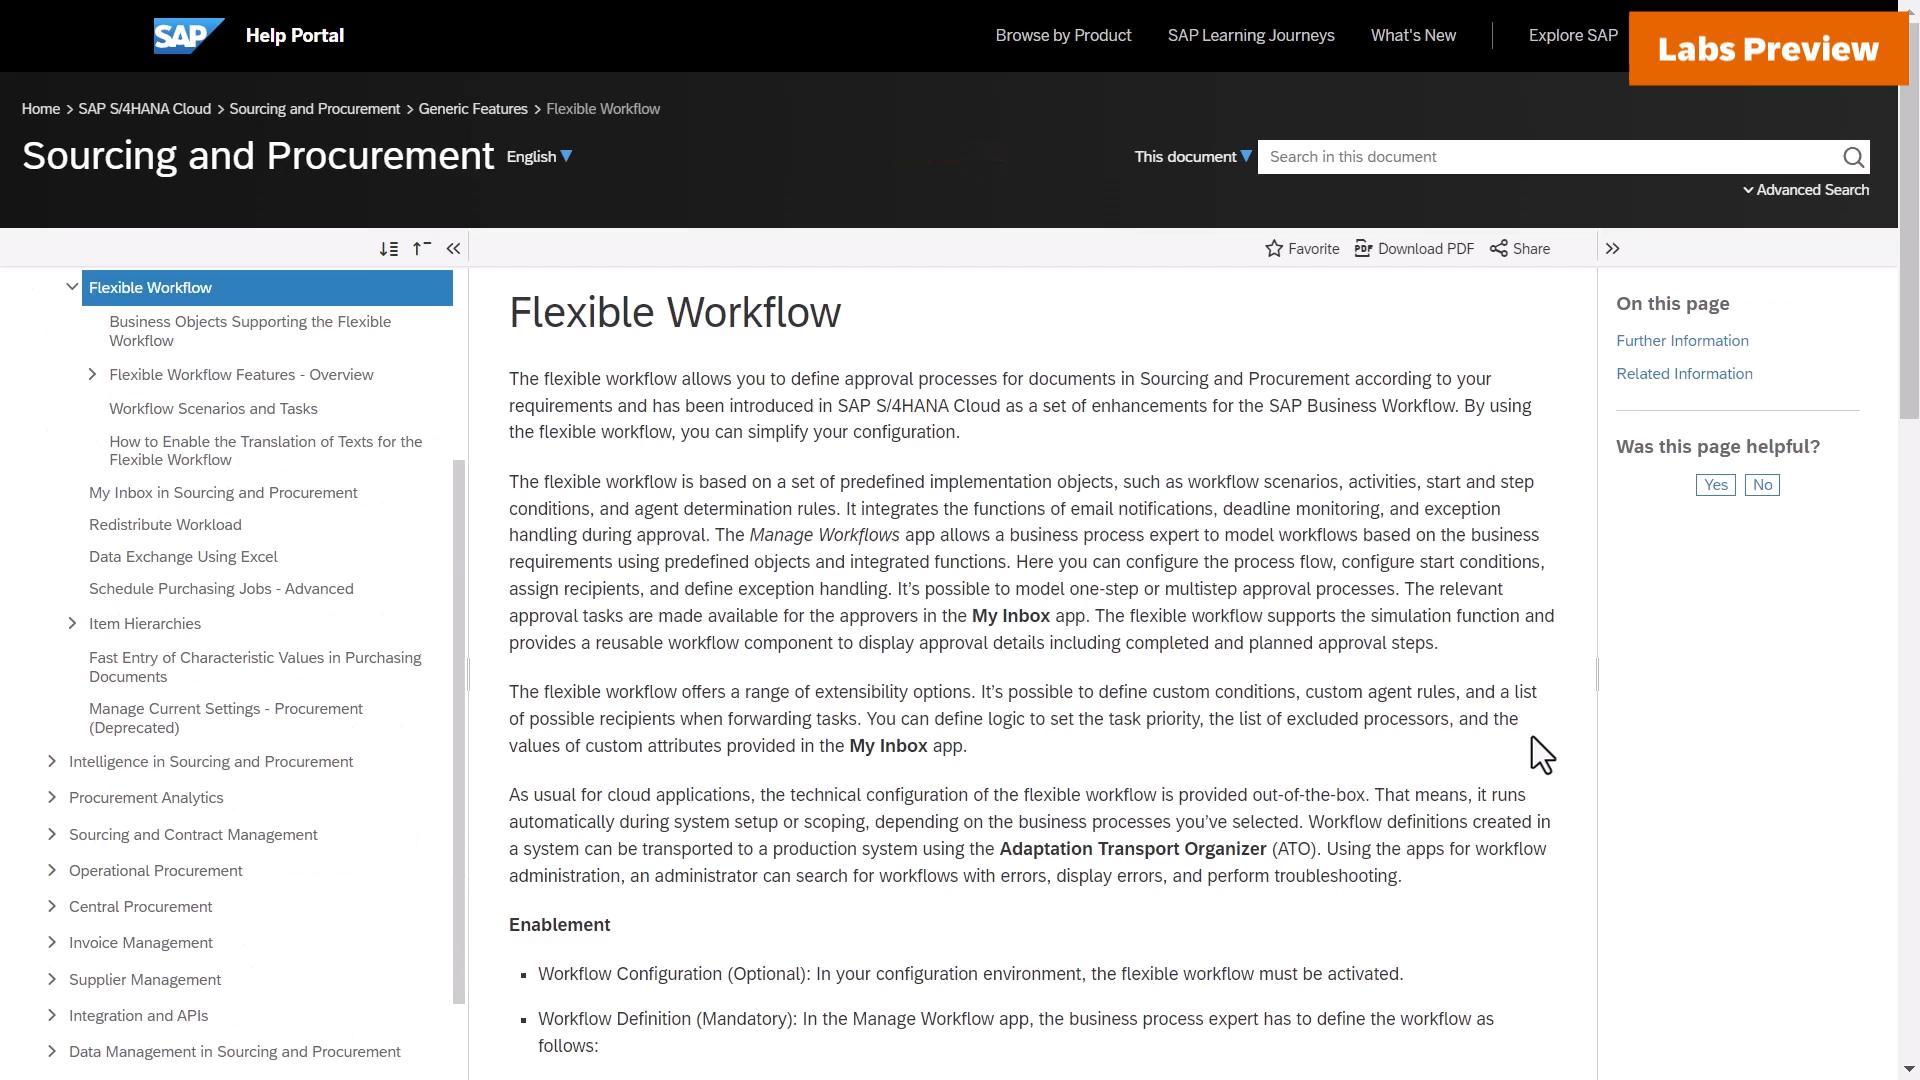 SAP Help Portal
Browse by Product
SAP Learning Journeys
What's New
Explore SAP
Labs Preview
Home > SAP S/4HANA Cloud > Sourcing and Procurement > Generic Features > Flexible Workflow
Sourcing and Procurement
English
This document
Search in this document
Advanced Search
Favorite
Download PDF
Share
Flexible Workflow
Business Objects Supporting the Flexible
Workflow
Flexible Workflow Features - Overview
Workflow Scenarios and Tasks
How to Enable the Translation of Texts for the
Flexible Workflow
My Inbox in Sourcing and Procurement
Redistribute Workload
Data Exchange Using Excel
Schedule Purchasing Jobs - Advanced
Item Hierarchies
Fast Entry of Characteristic Values in Purchasing
Documents
Manage Current Settings - Procurement
(Deprecated)
Intelligence in Sourcing and Procurement
Procurement Analytics
Sourcing and Contract Management
Operational Procurement
Central Procurement
Invoice Management
Supplier Management
Integration and APIs
Data Management in Sourcing and Procurement
Flexible Workflow
The flexible workflow allows you to define approval processes for documents in Sourcing and Procurement according to your
requirements and has been introduced in SAP S/4HANA Cloud as a set of enhancements for the SAP Business Workflow. By using
the flexible workflow, you can simplify your configuration.
The flexible workflow is based on a set of predefined implementation objects, such as workflow scenarios, activities, start and step
conditions, and agent determination rules. It integrates the functions of email notifications, deadline monitoring, and exception
handling during approval. The Manage Workflows app allows a business process expert to model workflows based on the business
requirements using predefined objects and integrated functions. Here you can configure the process flow, configure start conditions,
assign recipients, and define exception handling. It’s possible to model one-step or multistep approval processes. The relevant
approval tasks are made available for the approvers in the My Inbox app. The flexible workflow supports the simulation function and
provides a reusable workflow component to display approval details including completed and planned approval steps.
The flexible workflow offers a range of extensibility options. It’s possible to define custom conditions, custom agent rules, and a list
of possible recipients when forwarding tasks. You can define logic to set the task priority, the list of excluded processors, and the
values of custom attributes provided in the My Inbox app.
As usual for cloud applications, the technical configuration of the flexible workflow is provided out-of-the-box. That means, it runs
automatically during system setup or scoping, depending on the business processes you’ve selected. Workflow definitions created in
a system can be transported to a production system using the Adaptation Transport Organizer (ATO). Using the apps for workflow
administration, an administrator can search for workflows with errors, display errors, and perform troubleshooting.
Enablement
▪ Workflow Configuration (Optional): In your configuration environment, the flexible workflow must be activated.
▪ Workflow Definition (Mandatory): In the Manage Workflow app, the business process expert has to define the workflow as
follows:
On this page
Further Information
Related Information
Was this page helpful?
Yes
No